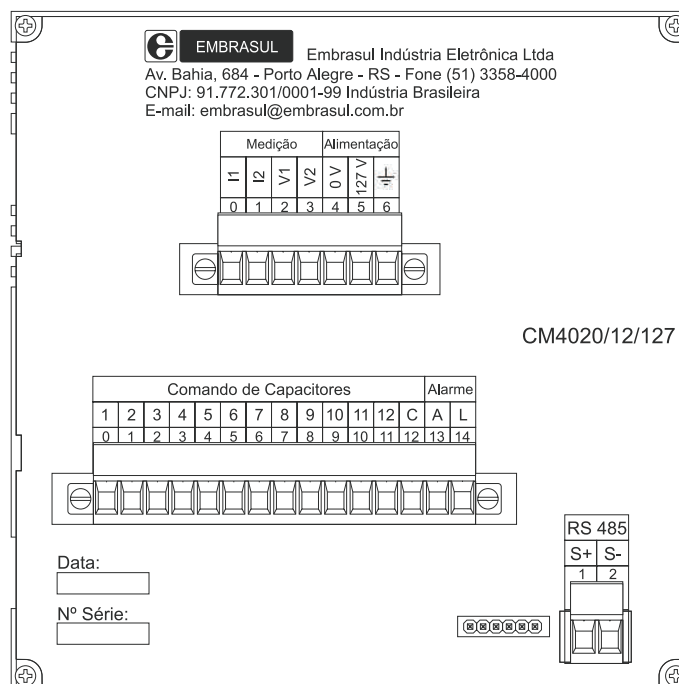 e EMBRASUL Embrasul Indústria Eletrônica Ltda
Av. Bahia, 684 - Porto Alegre - RS - Fone (51) 3358-4000
CNPJ: 91.772.301/0001-99 Indústria Brasileira
E-mail: embrasul@embrasul.com.br
Medição Alimentação
I1 I2 V1 V2 0 V 127 V
0 1 2 3 4 5 6
CM4020/12/127
Comando de Capacitores Alarme
1 2 3 4 5 6 7 8 9 10 11 12 C A L
0 1 2 3 4 5 6 7 8 9 10 11 12 13 14
RS 485
S+ S-
1 2
Data:
Nº Série: